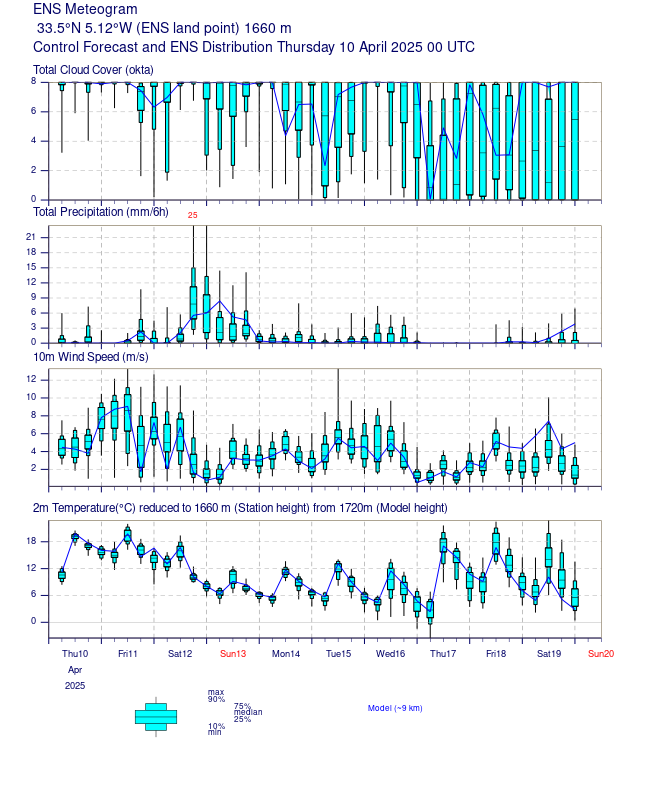 ENS Meteogram
33.5°N 5.12°W (ENS land point) 1660 m
Control Forecast and ENS Distribution Thursday 10 April 2025 00 UTC
Total Cloud Cover (okta)
8
6
4
2
0
Total Precipitation (mm/6h)
25
21
18
15
12
9
6
3
0
10m Wind Speed (m/s)
12
10
8
6
4
2
2m Temperature(°C) reduced to 1660 m (Station height) from 1720m (Model height)
18
12
6
0
Thu10 Fri11 Sat12 Sun13 Mon14 Tue15 Wed16 Thu17 Fri18 Sat19 Sun20
Apr
2025
max
90%
75%
median
25%
10%
min
Model (~9 km)